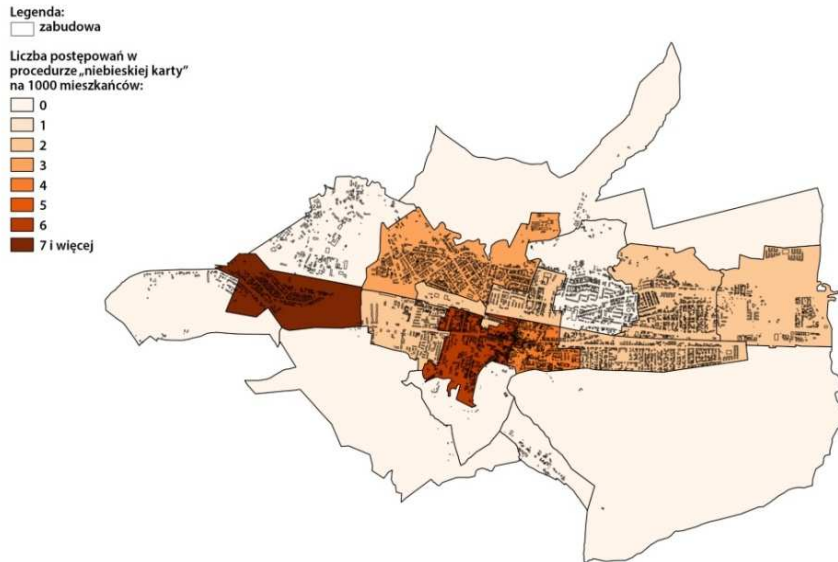 Legenda:
zabudowa
Liczba postępowań w
procedurze „niebieskiej karty”
na 1000 mieszkańców:
0
1
2
3
4
5
6
7 i więcej